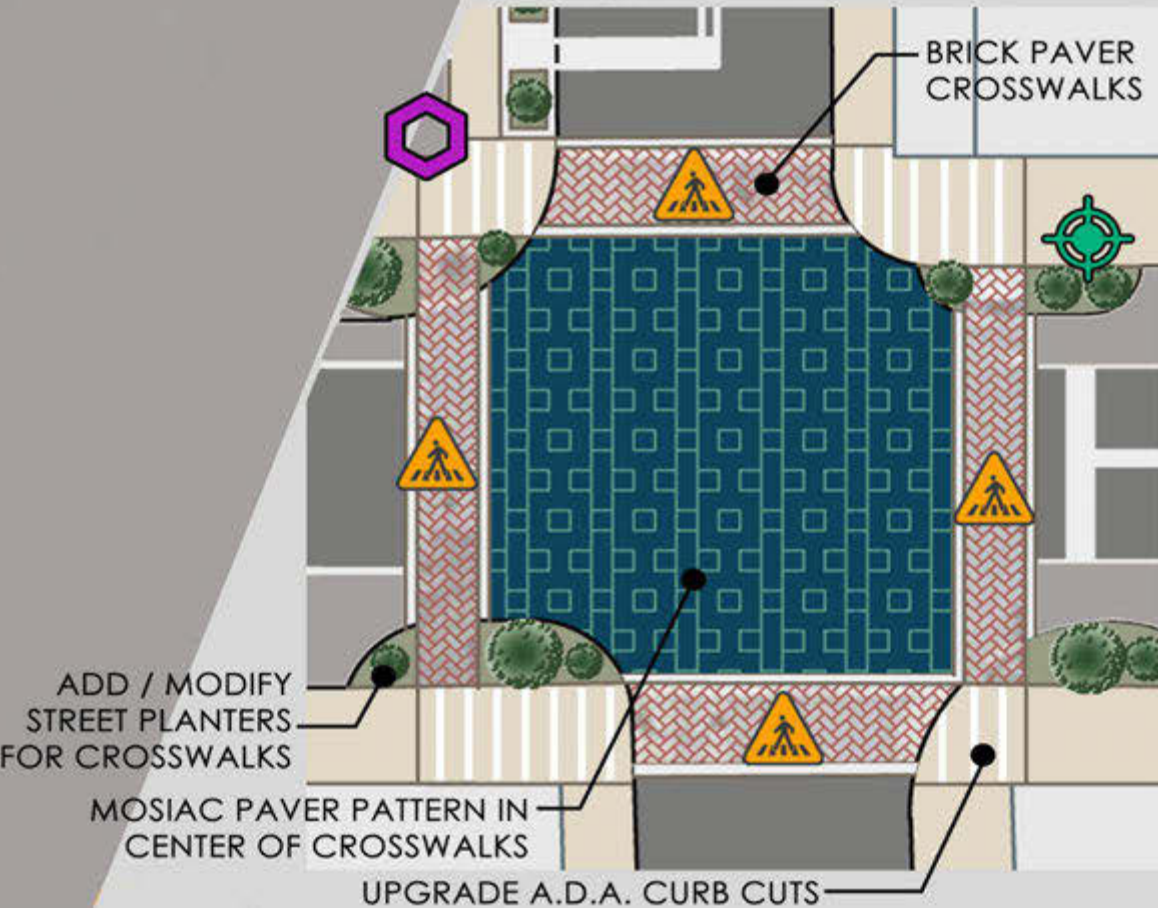 BRICK PAVER
CROSSWALKS
ADD / MODIFY
STREET PLANTERS
FOR CROSSWALKS
MOSIAC PAVER PATTERN IN
CENTER OF CROSSWALKS
UPGRADE A.D.A. CURB CUTS